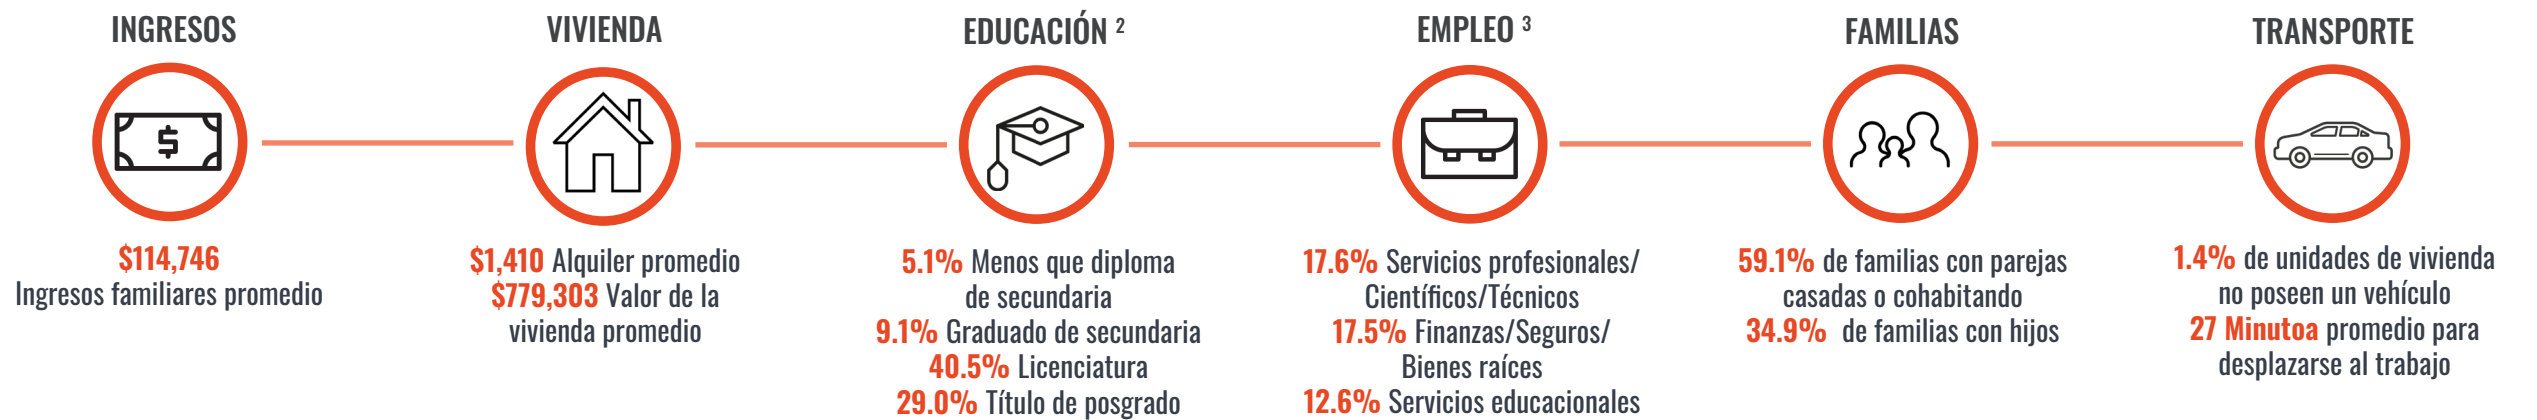 INGRESOS
$
$114,746
Ingresos familiares promedio
VIVIENDA
$1,410 Alquiler promedio
$779,303 Valor de la
vivienda promedio
EDUCACIÓN 2
5.1% Menos que diploma
de secundaria
9.1% Graduado de secundaria
40.5% Licenciatura
29.0% Título de posgrado
EMPLEO 3
17.6% Servicios profesionales/
Científicos/Técnicos
17.5% Finanzas/Seguros/
Bienes raíces
12.6% Servicios educacionales
FAMILIAS
59.1% de familias con parejas
casadas o cohabitando
34.9% de familias con hijos
TRANSPORTE
1.4% de unidades de vivienda
no poseen un vehículo
27 Minutoa promedio para
desplazarse al trabajo